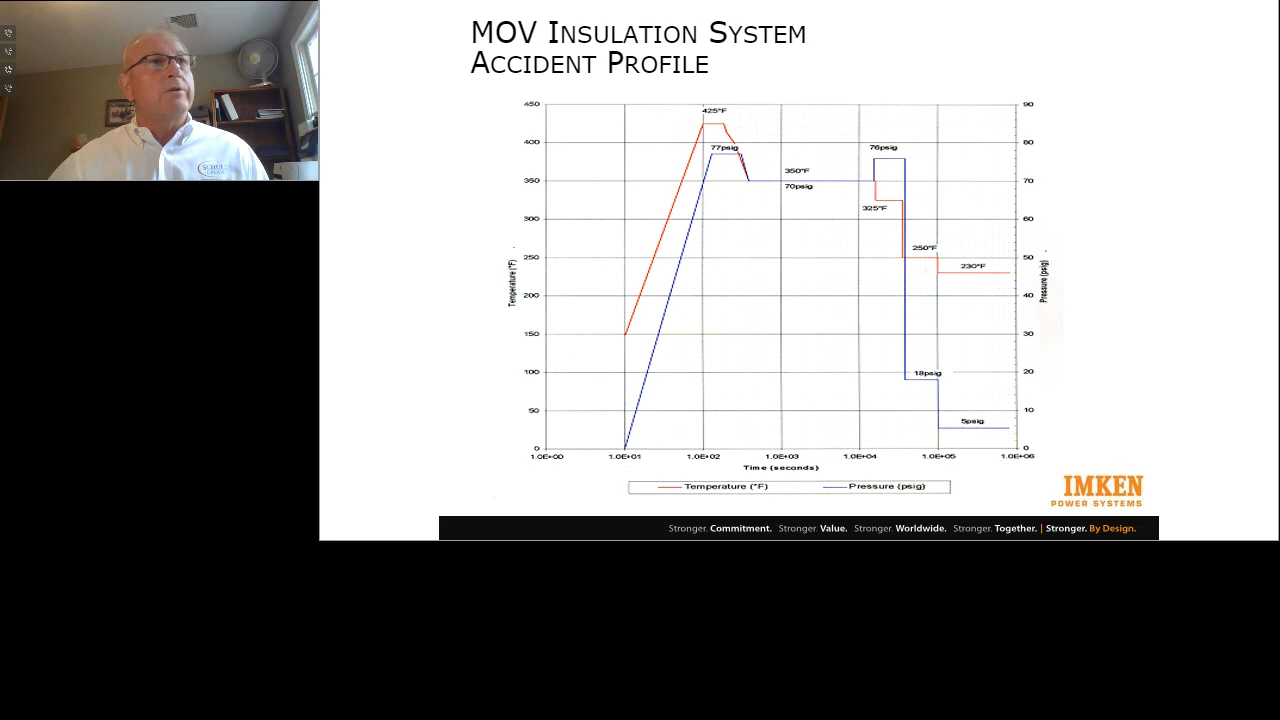 MOV INSULATION SYSTEM
ACCIDENT PROFILE
450
400
350
300
250
200
150
100
50
0
Temperature (°F)
90
80
70
60
50
40
30
20
10
0
Pressure (psig)
425°F
77psig
350°F
70psig
76psig
325°F
250°F
230°F
18psig
5psig
1.0E+00 1.0E+01 1.0E+02 1.0E+03 1.0E+04 1.0E+05 1.0E+06
Time (seconds)
Temperature (°F) Pressure (psig)
IMKEN
POWER SYSTEMS
Stronger. Commitment. Stronger. Value. Stronger. Worldwide. Stronger. Together. | Stronger. By Design.